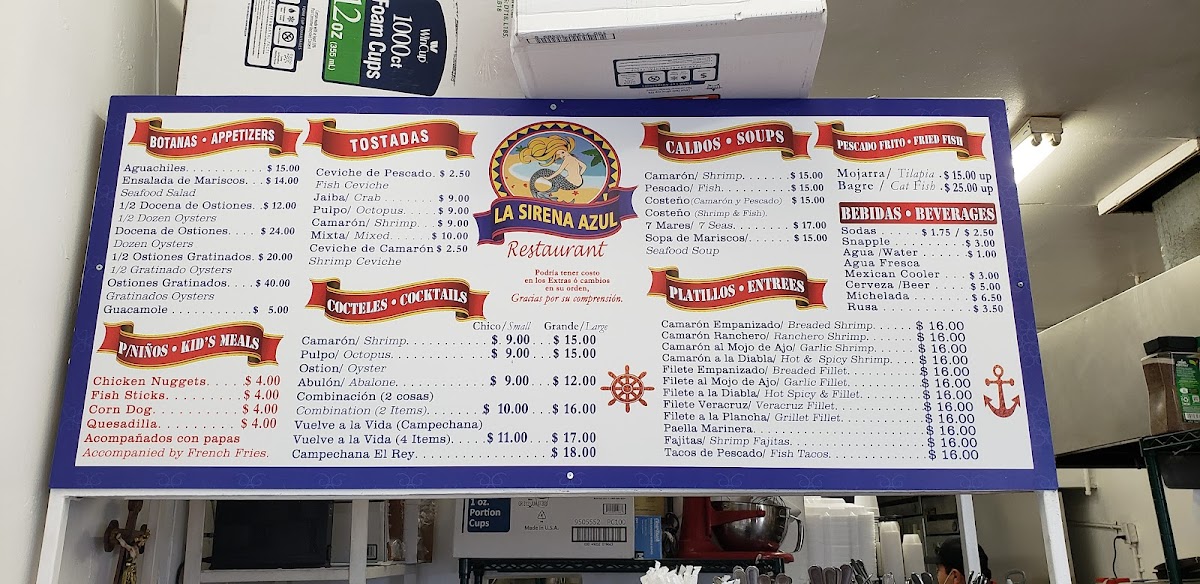 WinCup
1000ct
Foam Cups
12oz (355 mL)
BOTANAS • APPETIZERS
Aguachiles. . . . . . . . . . . $ 15.00
Ensalada de Mariscos. . . $ 14.00
Seafood Salad
1/2 Docena de Ostiones. . $ 12.00
1/2 Dozen Oysters
Docena de Ostiones. . . . $ 24.00
Dozen Oysters
1/2 Ostiones Gratinados. $ 20.00
1/2 Gratinado Oysters
Ostiones Gratinados. . . . $ 40.00
Gratinados Oysters
Guacamole . . . . . . . . . . . $ 5.00
P/NIÑOS • KID'S MEALS
Chicken Nuggets. . . . . $ 4.00
Fish Sticks. . . . . . . . . . $ 4.00
Corn Dog. . . . . . . . . . . $ 4.00
Quesadilla. . . . . . . . . . $ 4.00
Acompañados con papas
Accompanied by French Fries.
TOSTADAS
Ceviche de Pescado. $ 2.50
Fish Ceviche
Jaiba/ Crab . . . . . . . . $ 9.00
Pulpo/ Octopus. . . . . $ 9.00
Camarón/ Shrimp. . . $ 9.00
Mixta/ Mixed. . . . . . $ 10.00
Ceviche de Camarón $ 2.50
Shrimp Ceviche
COCTELES • COCKTAILS
Chico/Small Grande/Large
Camarón/ Shrimp. . . . . . . . . . . $. 9.00 . . . $ 15.00
Pulpo/ Octopus. . . . . . . . . . . . . $ 9.00 . . . $ 15.00
Ostion/ Oyster
Abulón/ Abalone. . . . . . . . . . . . $ 9.00 . . . $ 12.00
Combinación (2 cosas)
Combination (2 Items). . . . . . . . $ 10.00 . . . $ 16.00
Vuelve a la Vida (Campechana)
Vuelve a la Vida (4 Items). . . . . $ 11.00 . . . $ 17.00
Campechana El Rey. . . . . . . . . . . . . . . . . . . $ 18.00
LA SIRENA AZUL
Restaurant
Podría tener costo
en los Extras ó cambios
en su orden,
Gracias por su comprensión.
CALDOS • SOUPS
Camarón/ Shrimp. . . . . . . $ 15.00
Pescado/ Fish. . . . . . . . . . $ 15.00
Costeño (Camarón y Pescado) $ 15.00
Costeño (Shrimp & Fish).
7 Mares/ 7 Seas. . . . . . . . . $ 17.00
Sopa de Mariscos/. . . . . . . $ 15.00
Seafood Soup
PLATILLOS • ENTREES
Camarón Empanizado/ Breaded Shrimp. . . . . . $ 16.00
Camarón Ranchero/ Ranchero Shrimp. . . . . . . $ 16.00
Camarón al Mojo de Ajo/ Garlic Shrimp. . . . . . $ 16.00
Camarón a la Diabla/ Hot & Spicy Shrimp. . . . $ 16.00
Filete Empanizado/ Breaded Fillet. . . . . . . . . . $ 16.00
Filete al Mojo de Ajo/ Garlic Fillet. . . . . . . . . . $ 16.00
Filete a la Diabla/ Hot Spicy & Fillet. . . . . . . . $ 16.00
Filete Veracruz/ Veracruz Fillet. . . . . . . . . . . . $ 16.00
Filete a la Plancha/ Grillet Fillet. . . . . . . . . . . $ 16.00
Paella Marinera. . . . . . . . . . . . . . . . . . . . . . . $ 16.00
Fajitas/ Shrimp Fajitas. . . . . . . . . . . . . . . . . . $ 16.00
Tacos de Pescado/ Fish Tacos. . . . . . . . . . . . . $ 16.00
PESCADO FRITO • FRIED FISH
Mojarra/ Tilapia . $ 15.00 up
Bagre / Cat Fish . $ 25.00 up
BEBIDAS • BEVERAGES
Sodas . . . . . . $ 1.75 / $ 2.50
Snapple . . . . . . . . . . . $ 3.00
Agua /Water . . . . . . . $ 1.00
Agua Fresca
Mexican Cooler . . . . $ 3.00
Cerveza /Beer . . . . . $ 5.00
Michelada . . . . . . . . . $ 6.50
Rusa . . . . . . . . . . . . . $ 3.50
1 oz.
Portion
Cups
Made in U.S.A.
9505552 PC100